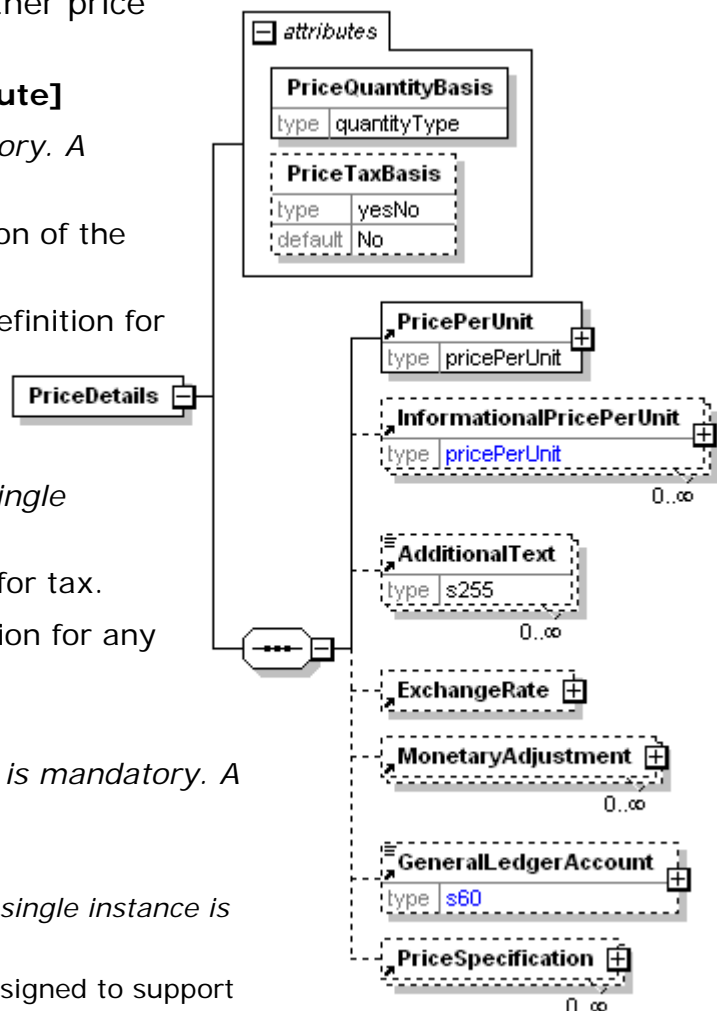 her price
attributes
PriceQuantityBasis
type quantityType
ute]
ory. A
PriceTaxBasis
type yesNo
default No
on of the
efinition for
PricePerUnit
type pricePerUnit
PriceDetails
InformationalPricePerUnit
type pricePerUnit
0..∞
ingle
AdditionalText
type s255
0..∞
for tax.
ion for any
ExchangeRate
MonetaryAdjustment
0..∞
is mandatory. A
GeneralLedgerAccount
type s60
single instance is
PriceSpecification
signed to support
0..∞